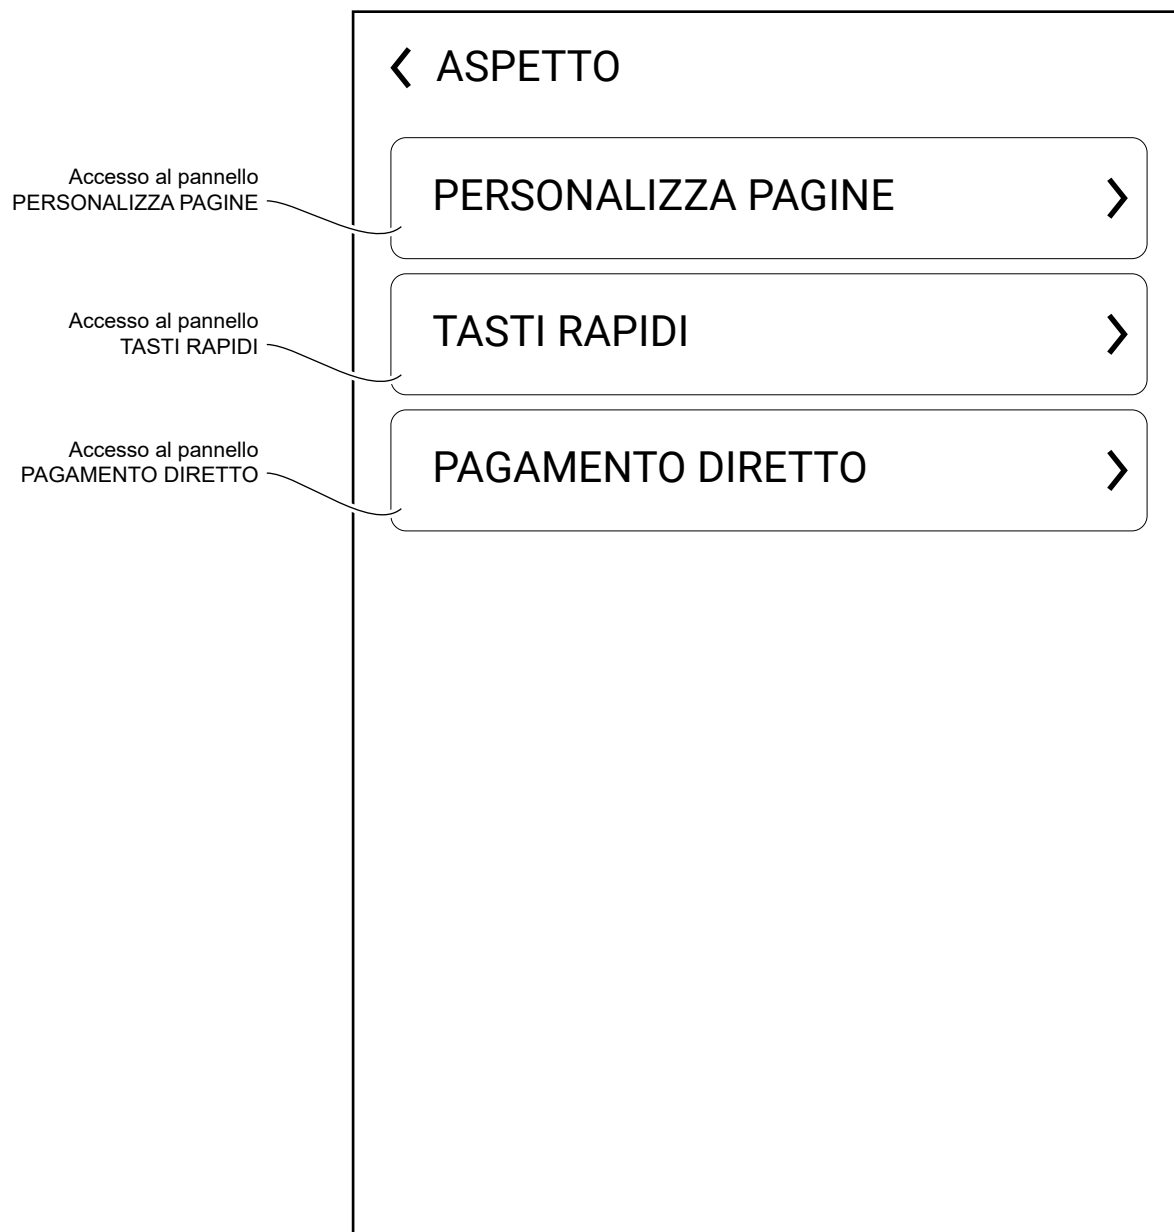 ASPETTO
Accesso al pannello
PERSONALIZZA PAGINE
PERSONALIZZA PAGINE
Accesso al pannello
TASTI RAPIDI
TASTI RAPIDI
Accesso al pannello
PAGAMENTO DIRETTO
PAGAMENTO DIRETTO